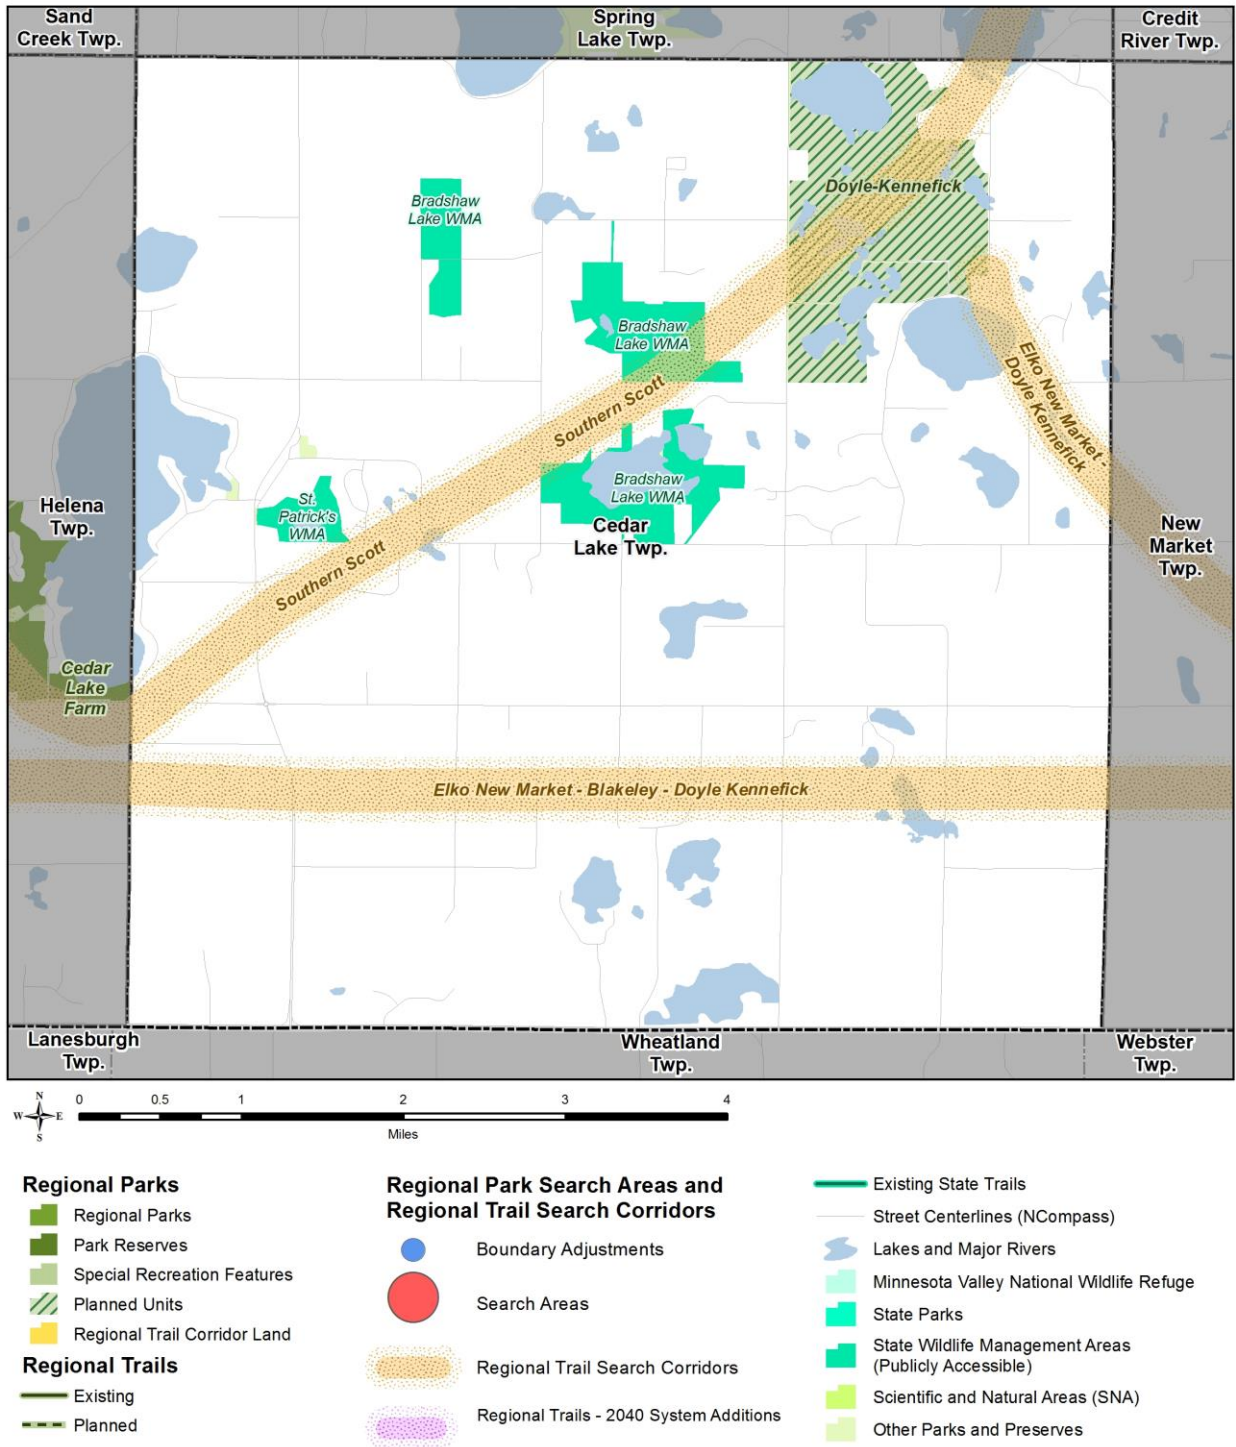 Sand
Creek Twp.
Spring
Lake Twp.
Credit
River Twp.
Doyle-Kennefick
Bradshaw
Lake WMA
Bradshaw
Lake WMA
Elko New Market -
Doyle Kennefick
Southern Scott
Bradshaw
Lake WMA
St.
Patrick's
WMA
Helena
Twp.
Cedar
Lake Twp.
New
Market
Twp.
Southern Scott
Cedar
Lake
Farm
Elko New Market - Blakeley - Doyle Kennefick
Lanesburgh
Twp.
Wheatland
Twp.
Webster
Twp.
N
W E
S
0 0.5 1 2 3 4
Miles
Regional Parks
Regional Parks
Park Reserves
Special Recreation Features
Planned Units
Regional Trail Corridor Land
Regional Trails
Existing
Planned
Regional Park Search Areas and
Regional Trail Search Corridors
Boundary Adjustments
Search Areas
Regional Trail Search Corridors
Regional Trails - 2040 System Additions
Existing State Trails
Street Centerlines (NCompass)
Lakes and Major Rivers
Minnesota Valley National Wildlife Refuge
State Parks
State Wildlife Management Areas
(Publicly Accessible)
Scientific and Natural Areas (SNA)
Other Parks and Preserves